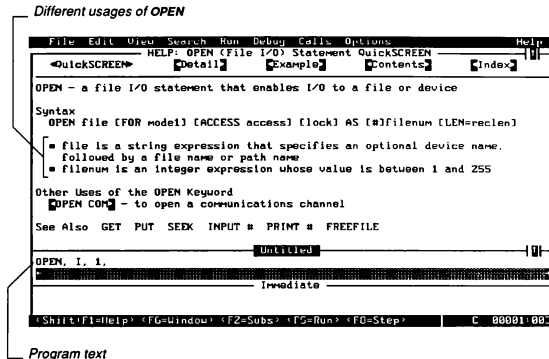 Different usages of OPEN
File Edit View Search Run Debug Calls Options Help
HELP: OPEN (File I/O) Statement QuickSCREEN
◄QuickSCREEN► ◄Detail► ◄Example► ◄Contents► ◄Index►
OPEN - a file I/O statement that enables I/O to a file or device
Syntax
OPEN file [FOR mode1] [ACCESS access] [lock] AS [#]filenum [LEN=reclen]
■ file is a string expression that specifies an optional device name,
followed by a file name or path name
■ filenum is an integer expression whose value is between 1 and 255
Other Uses of the OPEN Keyword
◄OPEN COM► - to open a communications channel
See Also GET PUT SEEK INPUT # PRINT # FREEFILE
Untitled
OPEN, I, 1,
Immediate
<Shift+F1=Help> <F6=Window> <F2=Subs> <F5=Run> <F8=Step> C 00001:00
Program text